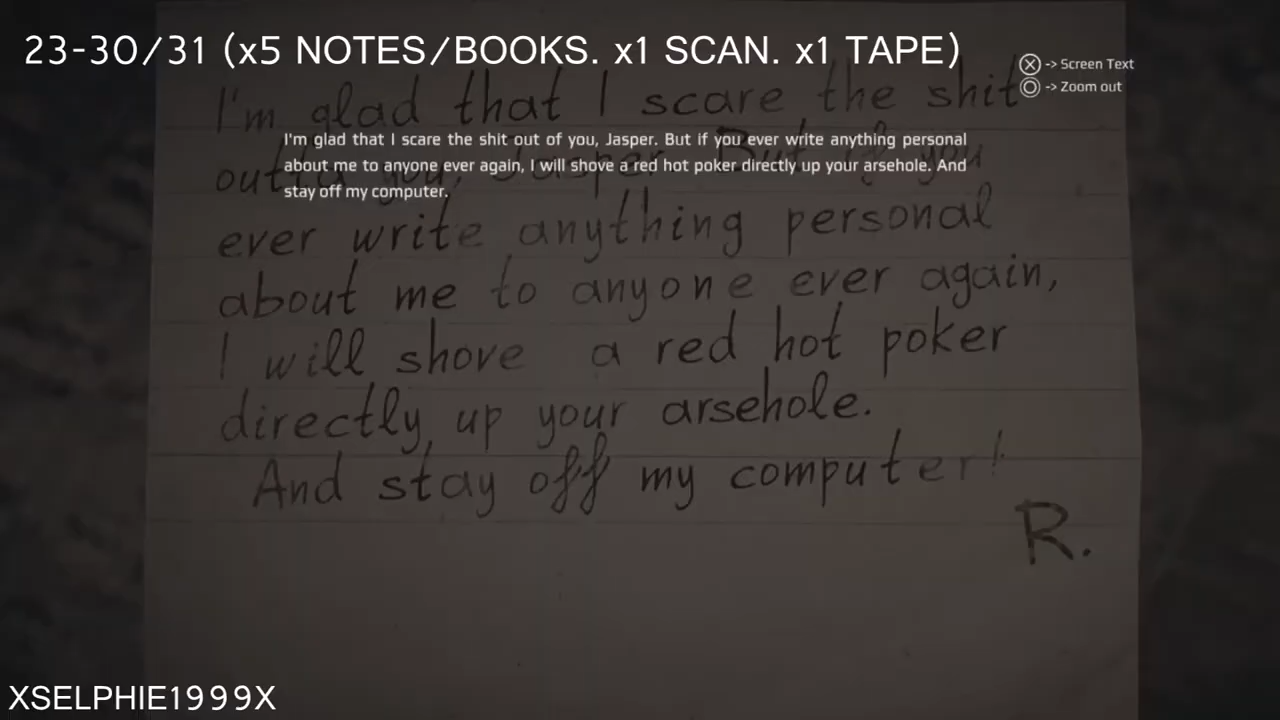 23-30/31 (x5 NOTES/BOOKS. x1 SCAN. x1 TAPE)
-> Screen Text
-> Zoom out
I'm glad that I scare the shit
outta you, Jasper. But if you
ever write anything personal
about me to anyone ever again,
I will shove a red hot poker
directly up your arsehole.
And stay off my computer!
R.
I'm glad that I scare the shit out of you, Jasper. But if you ever write anything personal
about me to anyone ever again, I will shove a red hot poker directly up your arsehole. And
stay off my computer.
XSELPHIE1999X